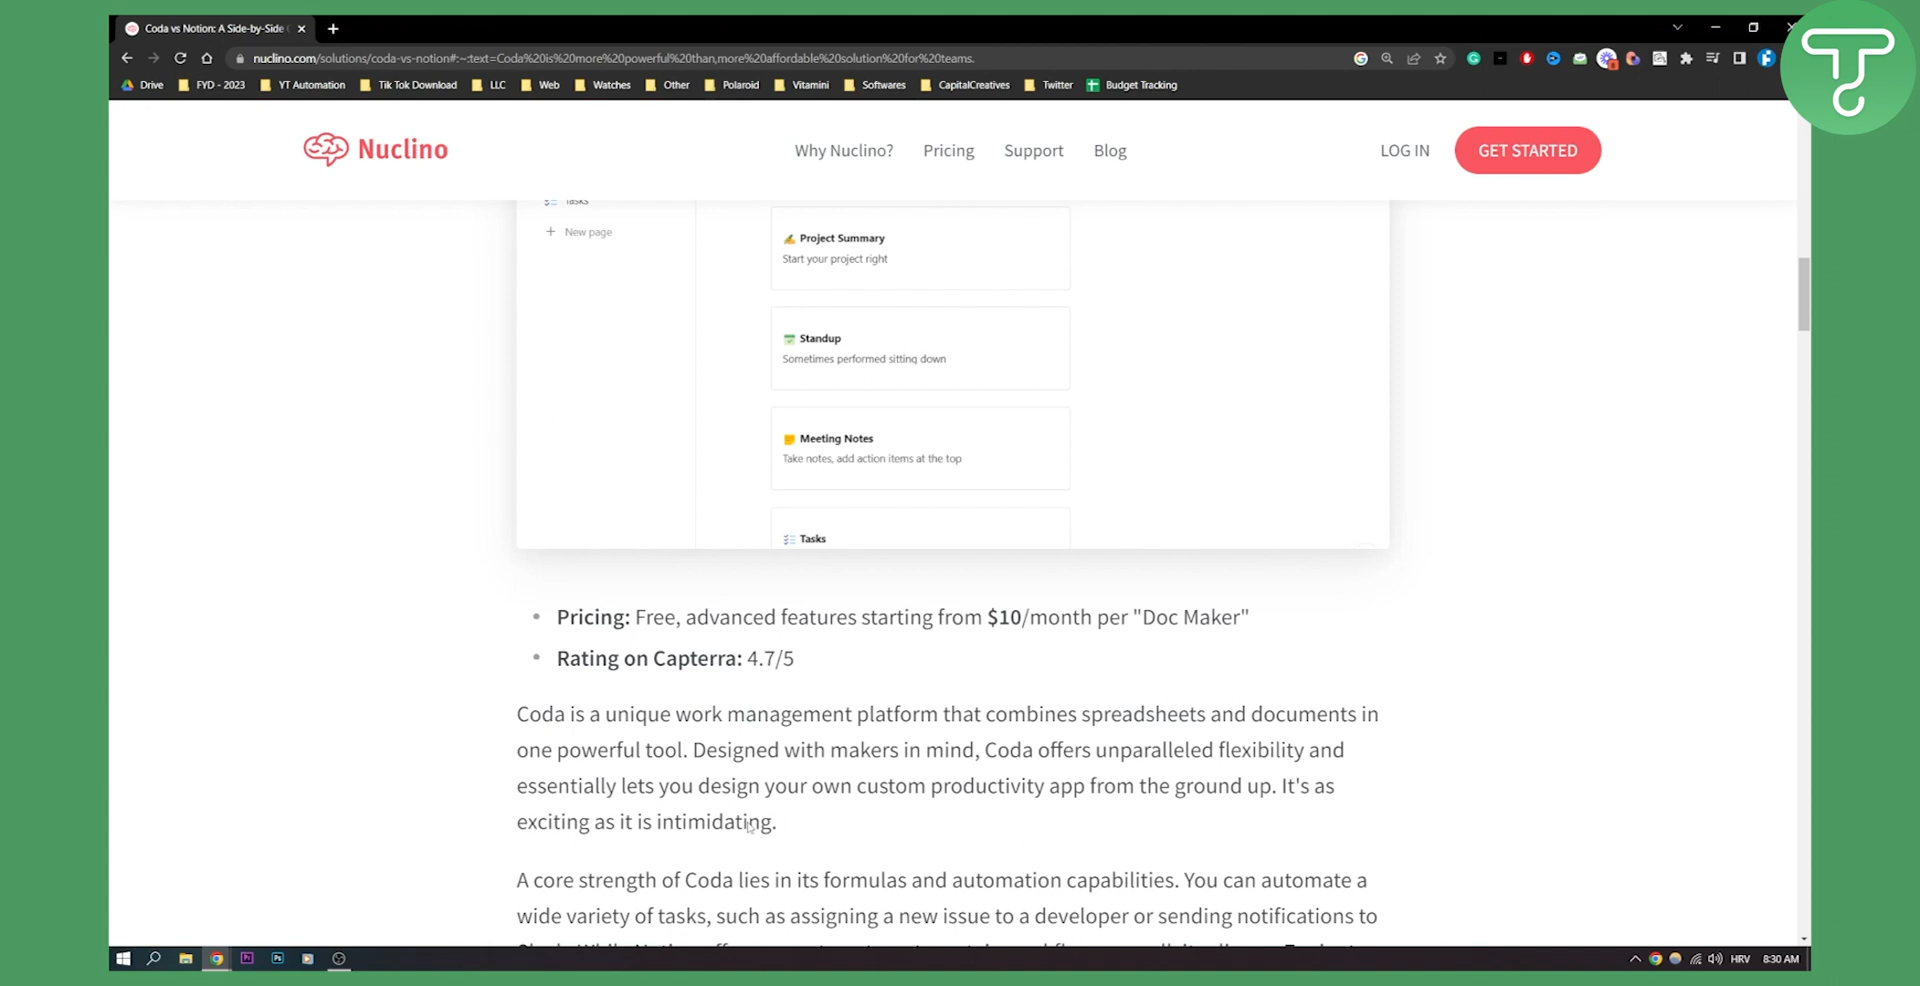 Coda vs Notion: A Side-by-Side
nuclino.com/solutions/coda-vs-notion#:~:text=Coda%20is%20more%20powerful%20than,more%20affordable%20solution%20for%20teams.
Drive FYD - 2023 YT Automation Tik Tok Download LLC Web Watches Other Polaroid Vitamini Softwares CapitalCreatives Twitter Budget Tracking
Nuclino Why Nuclino? Pricing Support Blog LOG IN GET STARTED
Tasks
+ New page
Project Summary
Start your project right
Standup
Sometimes performed sitting down
Meeting Notes
Take notes, add action items at the top
Tasks
• Pricing: Free, advanced features starting from $10/month per "Doc Maker"
• Rating on Capterra: 4.7/5
Coda is a unique work management platform that combines spreadsheets and documents in
one powerful tool. Designed with makers in mind, Coda offers unparalleled flexibility and
essentially lets you design your own custom productivity app from the ground up. It's as
exciting as it is intimidating.
A core strength of Coda lies in its formulas and automation capabilities. You can automate a
wide variety of tasks, such as assigning a new issue to a developer or sending notifications to
HRV 8:30 AM